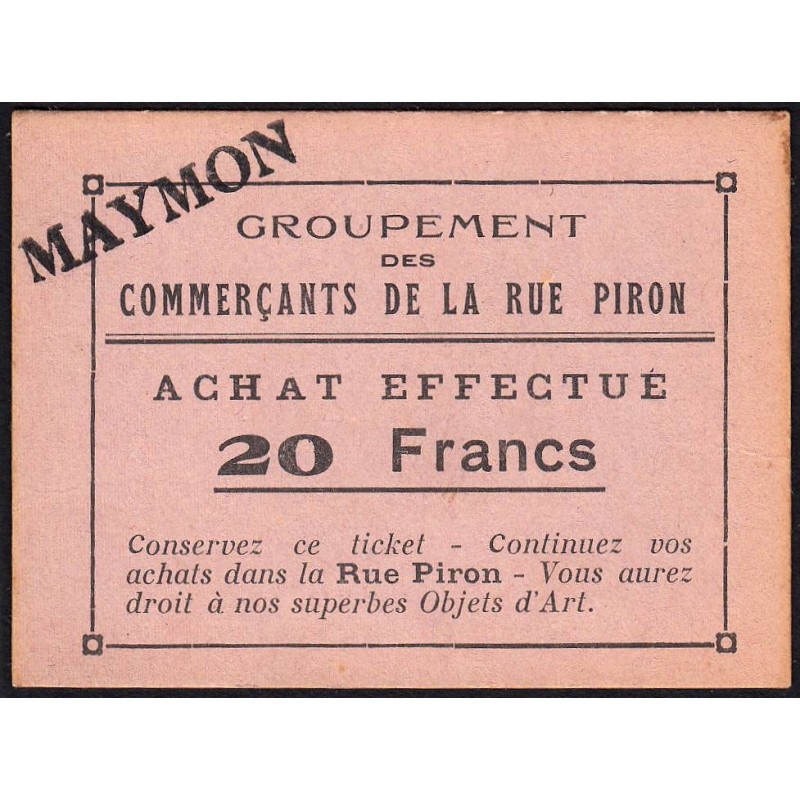 MAYMON
GROUPEMENT
DES
COMMERÇANTS DE LA RUE PIRON
ACHAT EFFECTUÉ
20 Francs
Conservez ce ticket - Continuez vos
achats dans la Rue Piron - Vous aurez
droit à nos superbes Objets d'Art.